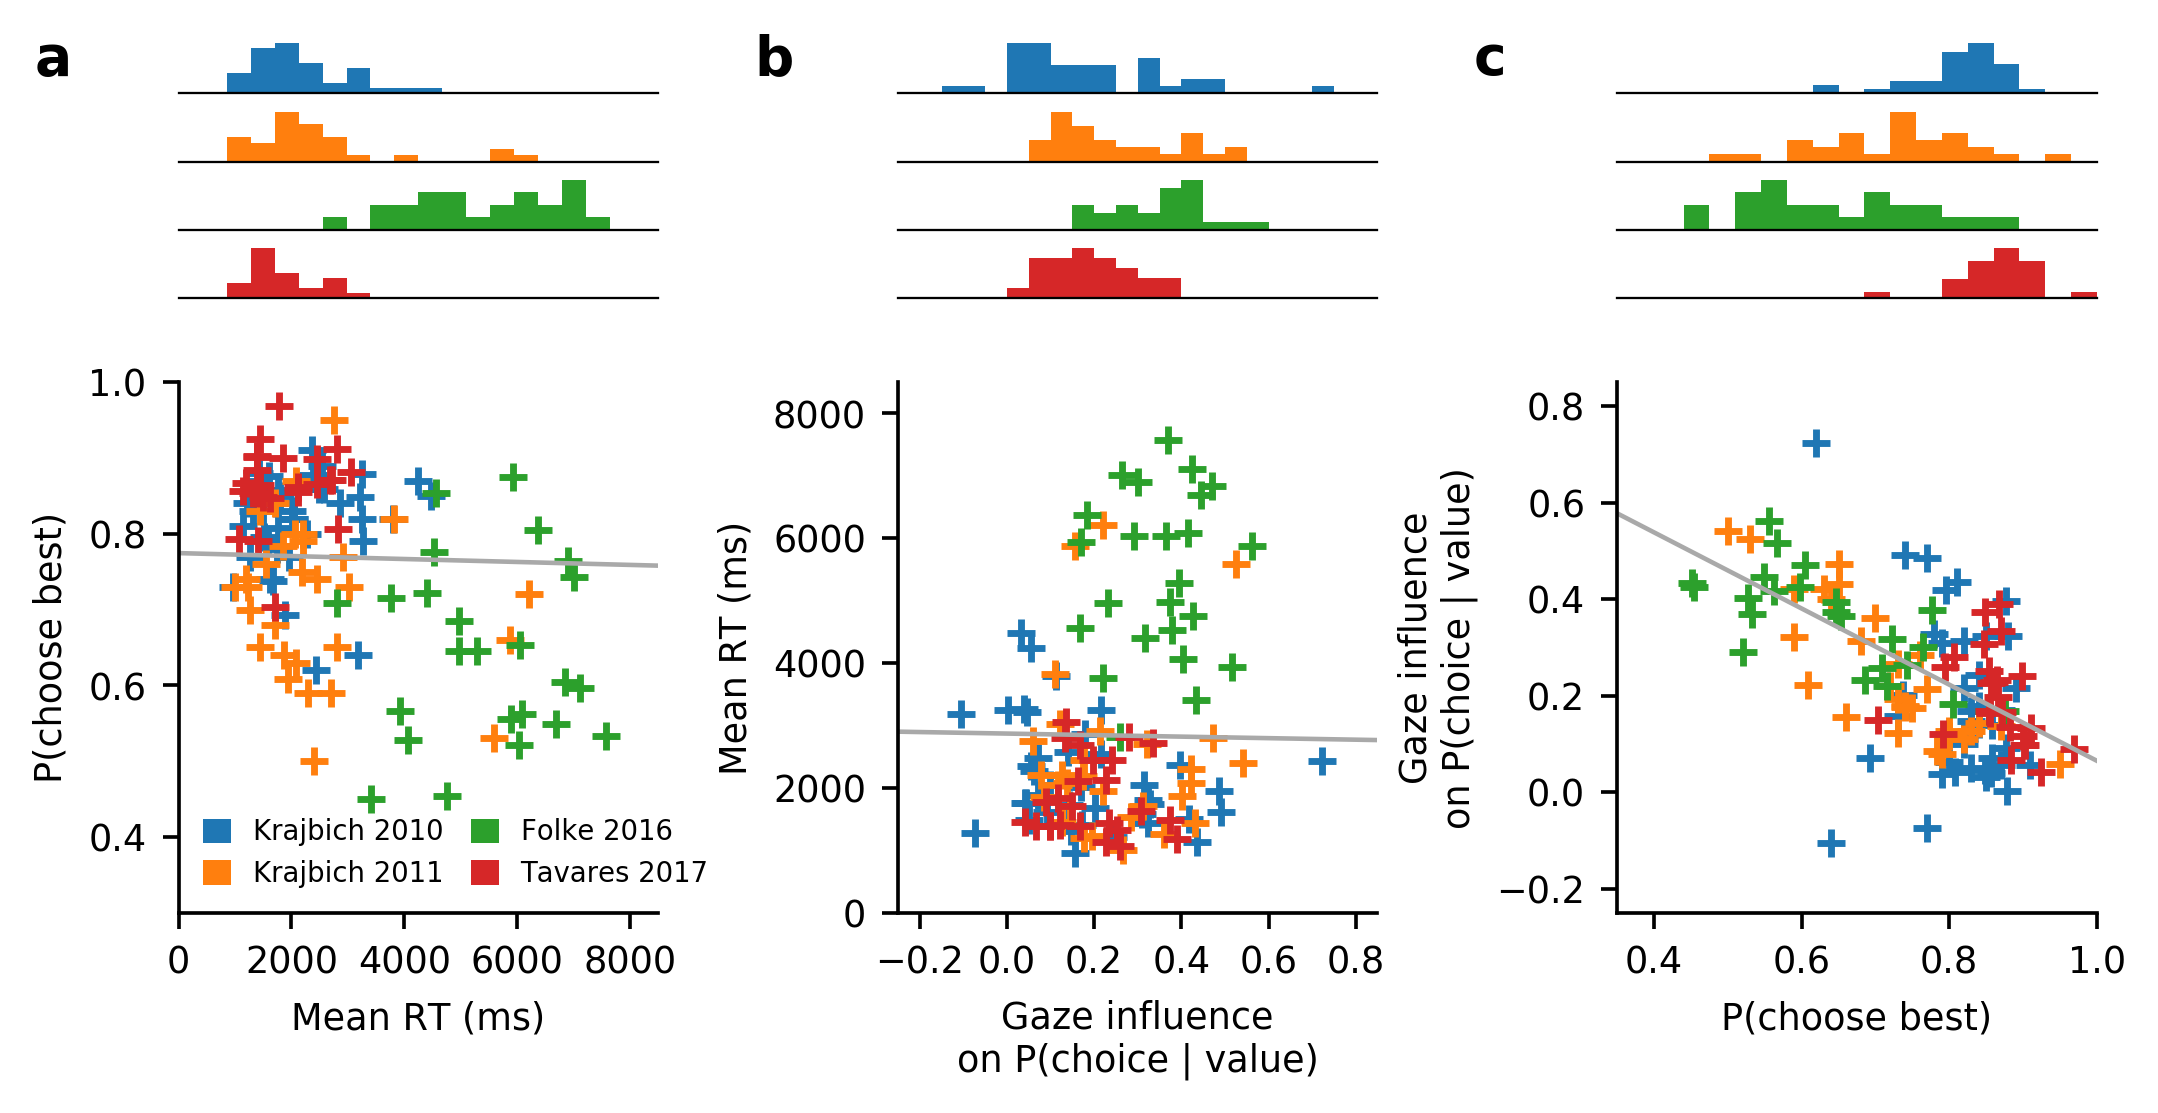 a
b
c
1.0
0.8
0.6
0.4
P(choose best)
Krajbich 2010
Folke 2016
Krajbich 2011
Tavares 2017
0
2000
4000
6000
8000
Mean RT (ms)
8000
6000
4000
2000
0
Mean RT (ms)
−0.2
0.0
0.2
0.4
0.6
0.8
Gaze influence
on P(choice | value)
0.8
0.6
0.4
0.2
0.0
−0.2
Gaze influence
on P(choice | value)
0.4
0.6
0.8
1.0
P(choose best)